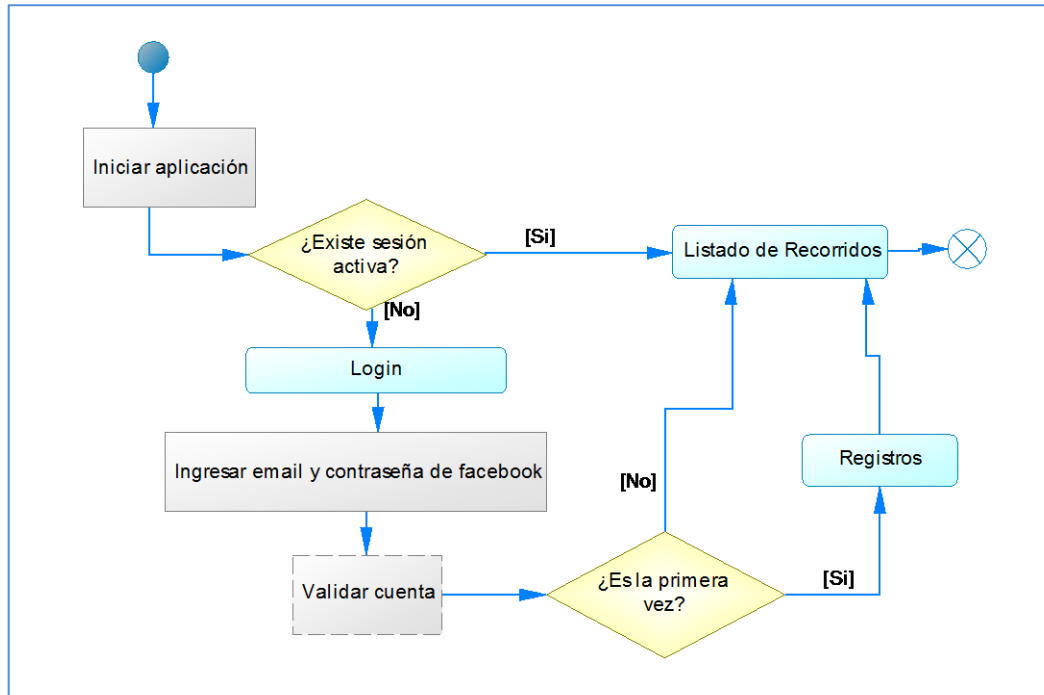 Iniciar aplicación
¿Existe sesión
activa?
[Si]
Listado de Recorridos
[No]
Login
Ingresar email y contraseña de facebook
Validar cuenta
¿Es la primera
vez?
[No]
[Si]
Registros